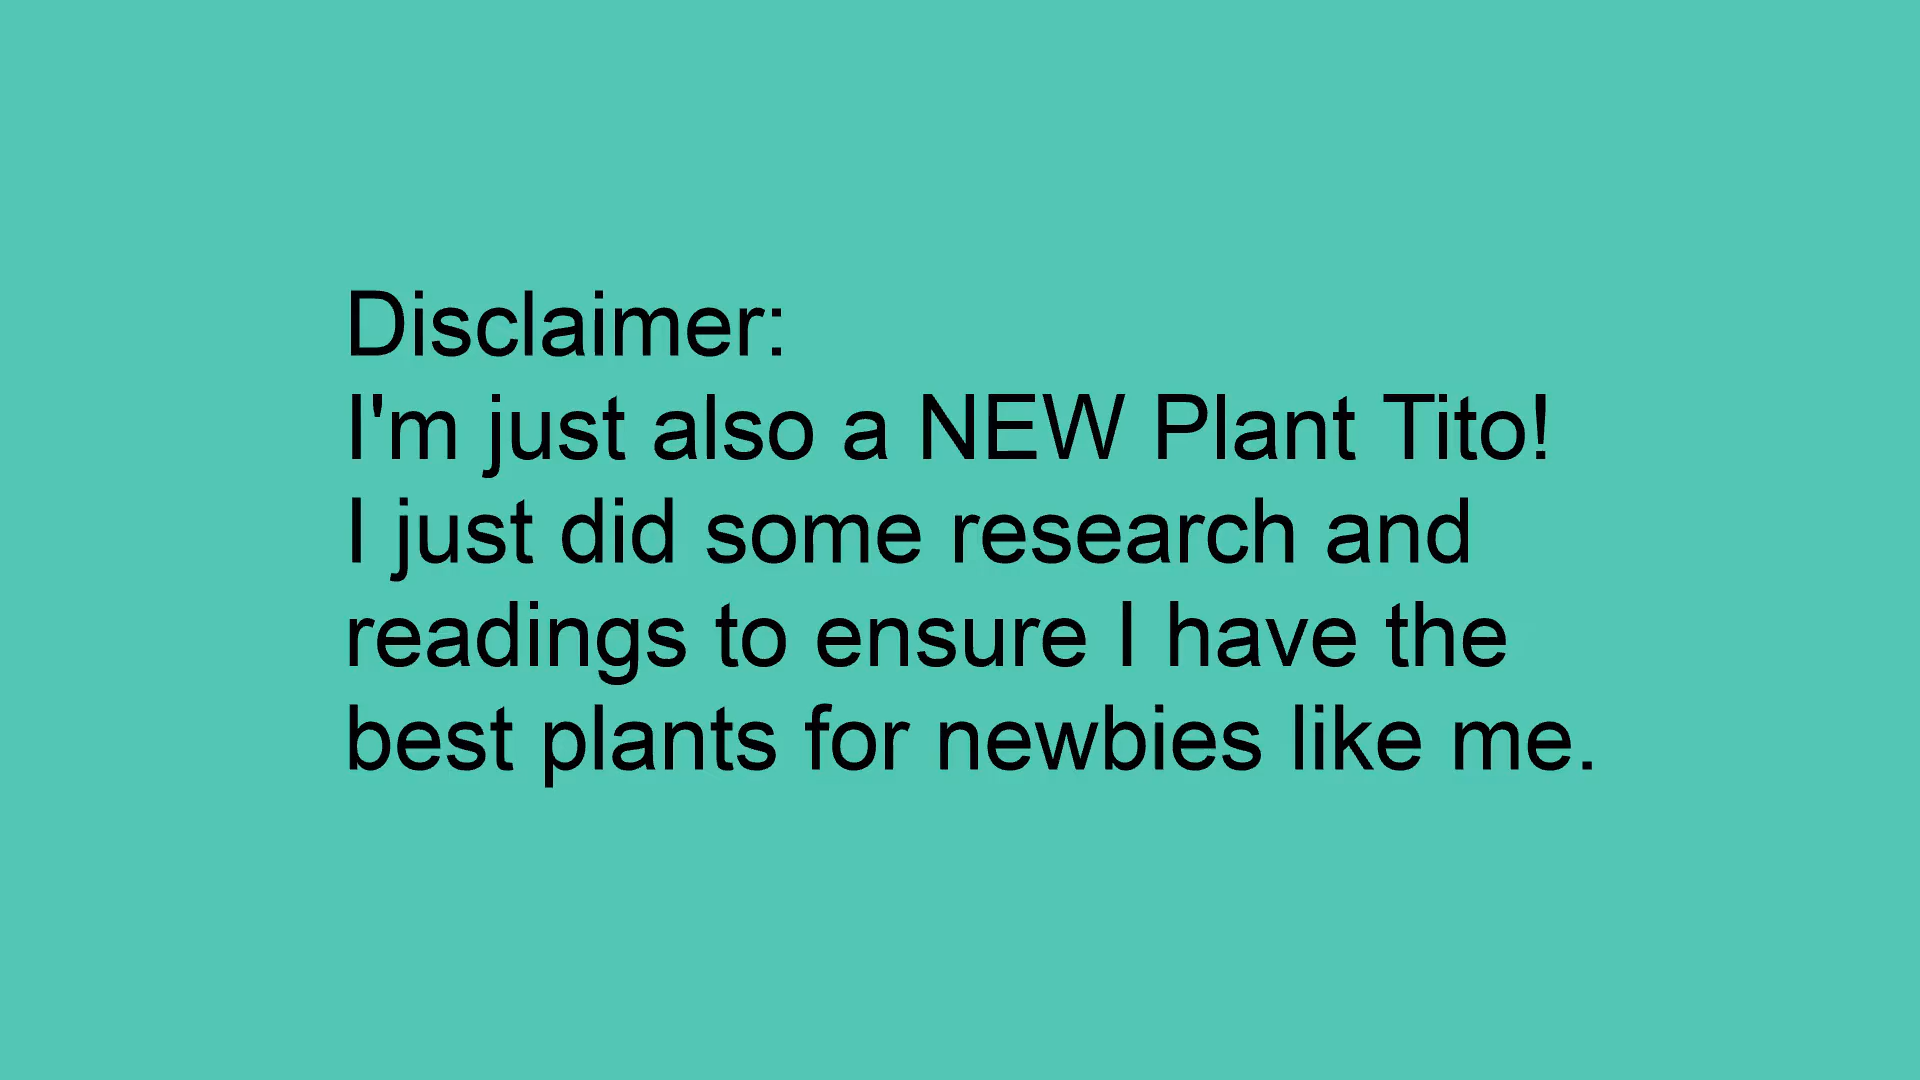 Disclaimer:
I'm just also a NEW Plant Tito!
I just did some research and
readings to ensure I have the
best plants for newbies like me.